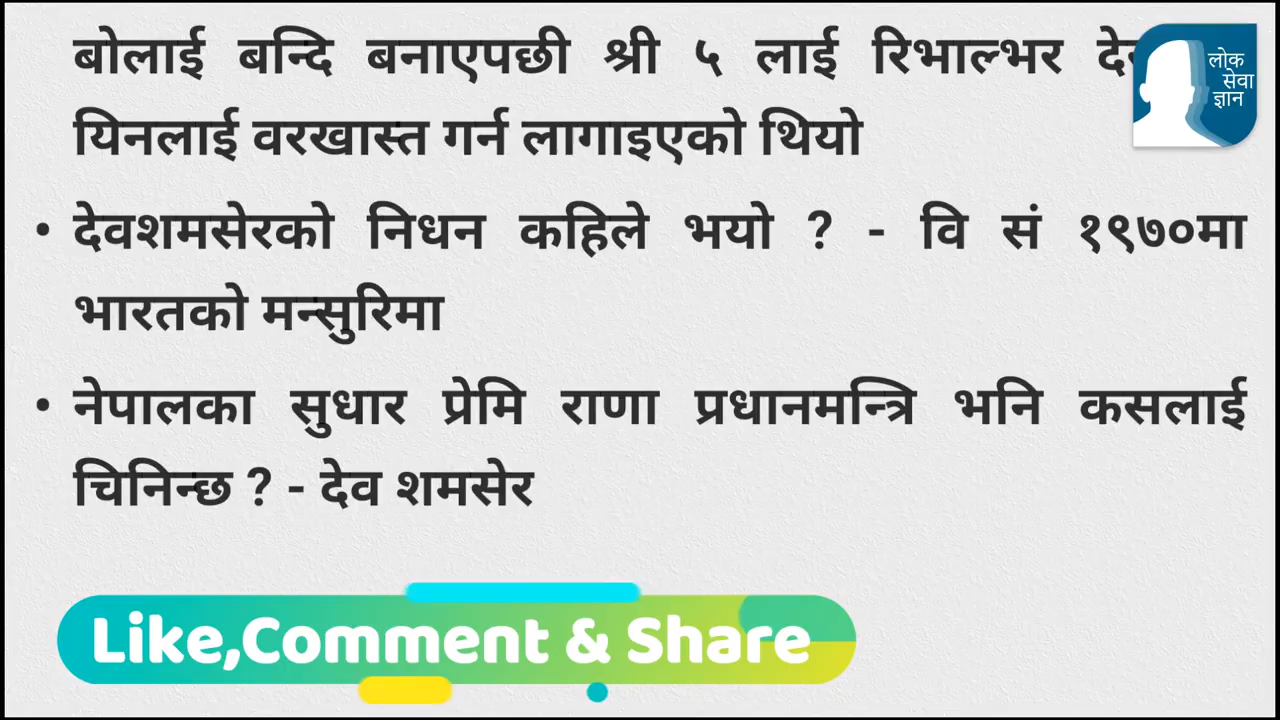 बोलाई बन्दि बनाएपछी श्री ५ लाई रिभाल्भर
यिनलाई वरखास्त गर्न लागाइएको थियो
• देवशमसेरको निधन कहिले भयो ? - वि सं १९७०मा
भारतको मन्सुरिमा
• नेपालका सुधार प्रेमि राणा प्रधानमन्त्रि भनि कसलाई
चिनिन्छ ? - देव शमसेर
लोक
सेवा
ज्ञान
Like,Comment & Share